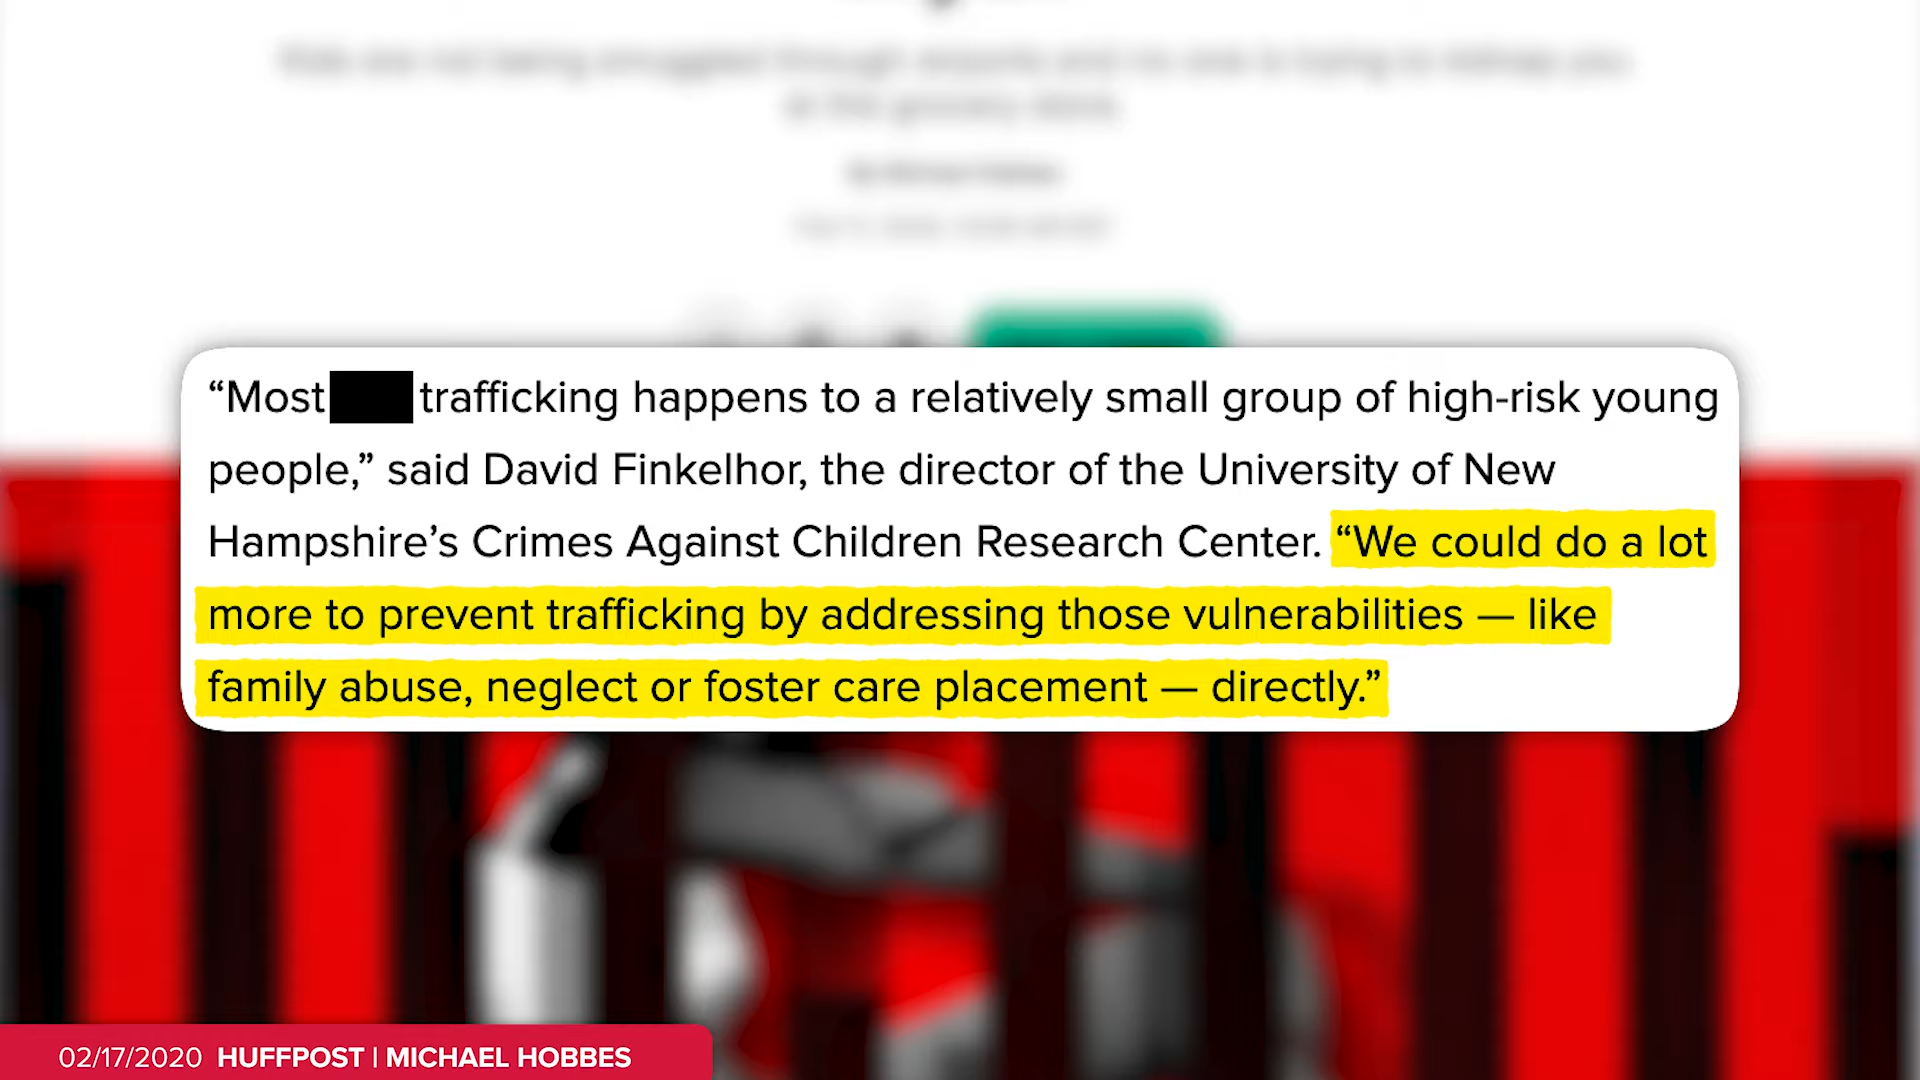 “Most trafficking happens to a relatively small group of high-risk young
people,” said David Finkelhor, the director of the University of New
Hampshire’s Crimes Against Children Research Center. “We could do a lot
more to prevent trafficking by addressing those vulnerabilities — like
family abuse, neglect or foster care placement — directly.”
02/17/2020 HUFFPOST | MICHAEL HOBBES